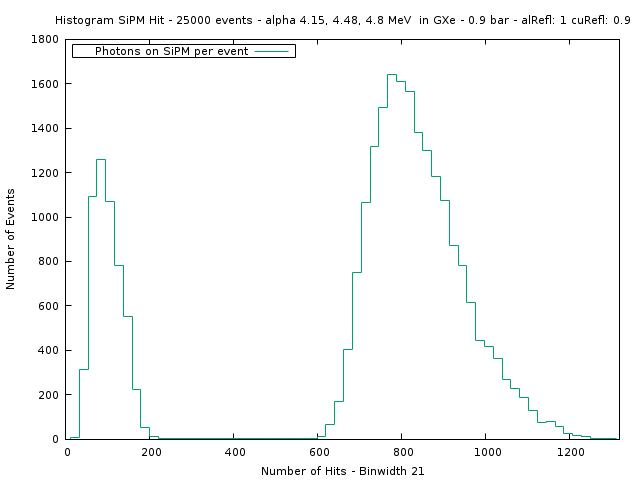 Histogram SiPM Hit - 25000 events - alpha 4.15, 4.48, 4.8 MeV  in GXe - 0.9 bar - alRefl: 1 cuRefl: 0.9
Photons on SiPM per event
1800
1600
1400
1200
1000
800
600
400
200
0
Number of Events
0 200 400 600 800 1000 1200
Number of Hits - Binwidth 21